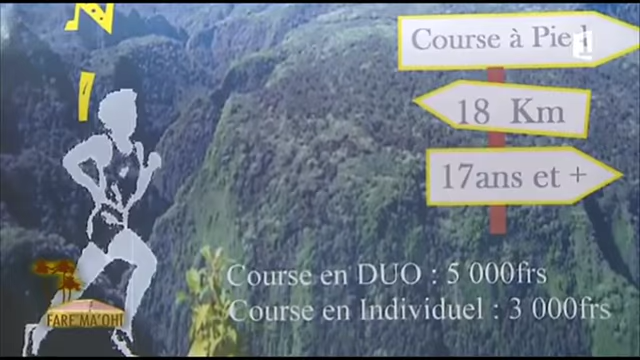 Course à Pied
18 Km
17ans et +
Course en DUO : 5 000frs
Course en Individuel : 3 000frs
FARE MA'OHI
1